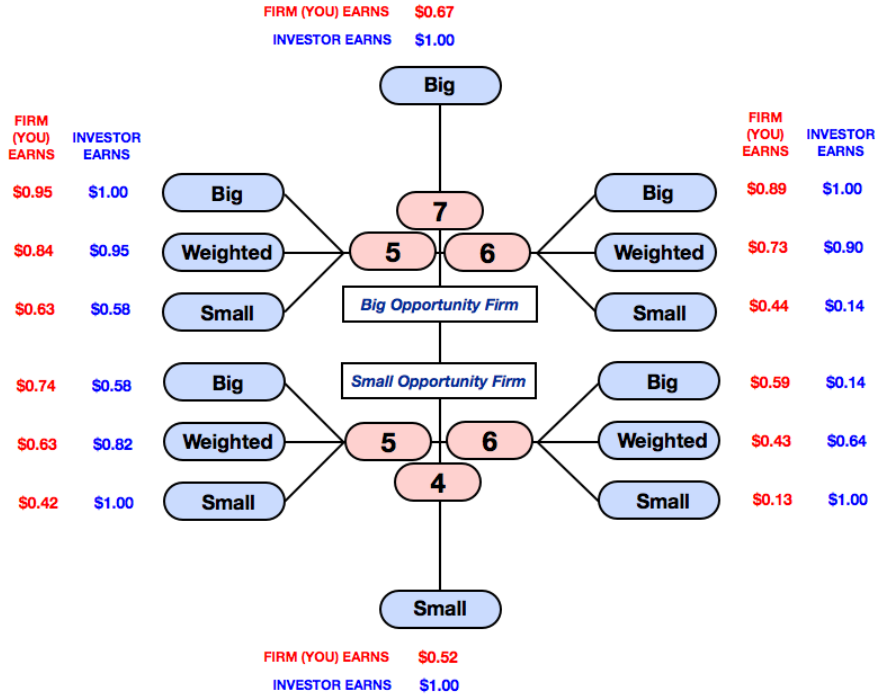 FIRM (YOU) EARNS $0.67
INVESTOR EARNS $1.00
Big
FIRM
(YOU)
EARNS
INVESTOR
EARNS
FIRM
(YOU)
EARNS
INVESTOR
EARNS
$0.95 $1.00 Big
Big $0.89 $1.00
7
$0.84 $0.95 Weighted 5
6 Weighted $0.73 $0.90
$0.63 $0.58 Small
Big Opportunity Firm
Small $0.44 $0.14
$0.74 $0.58 Big
Small Opportunity Firm
Big $0.59 $0.14
$0.63 $0.82 Weighted 5
6 Weighted $0.43 $0.64
4
$0.42 $1.00 Small
Small $0.13 $1.00
Small
FIRM (YOU) EARNS $0.52
INVESTOR EARNS $1.00